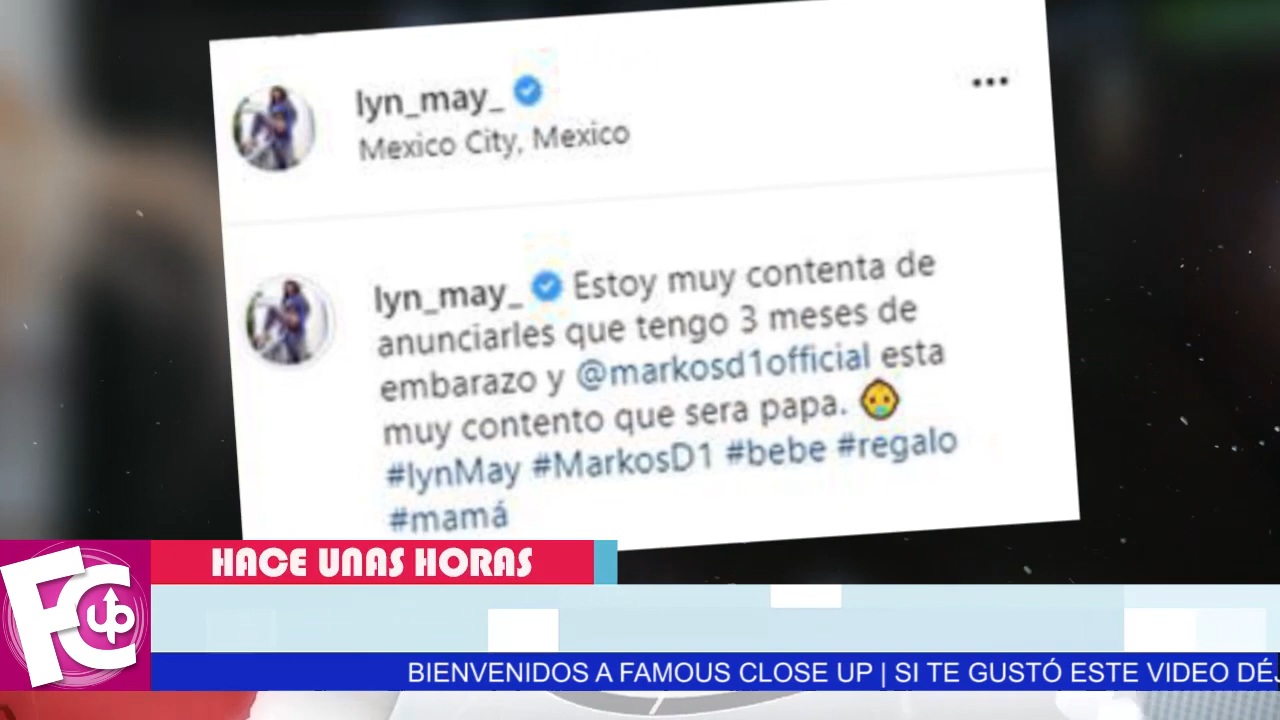 lyn_may_
Mexico City, Mexico
lyn_may_ Estoy muy contenta de
anunciarles que tengo 3 meses de
embarazo y @markosd1official esta
muy contento que sera papa.
#lynMay #MarkosD1 #bebe #regalo
#mamá
HACE UNAS HORAS
FC up
BIENVENIDOS A FAMOUS CLOSE UP | SI TE GUSTÓ ESTE VIDEO DÉJ